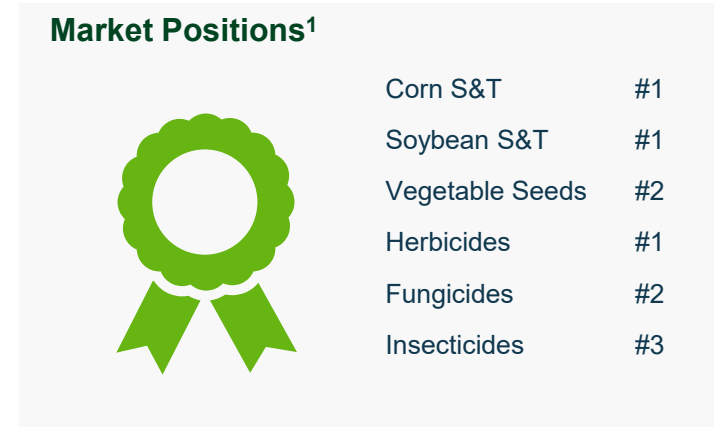 Market Positions¹
Corn S&T #1
Soybean S&T #1
Vegetable Seeds #2
Herbicides #1
Fungicides #2
Insecticides #3